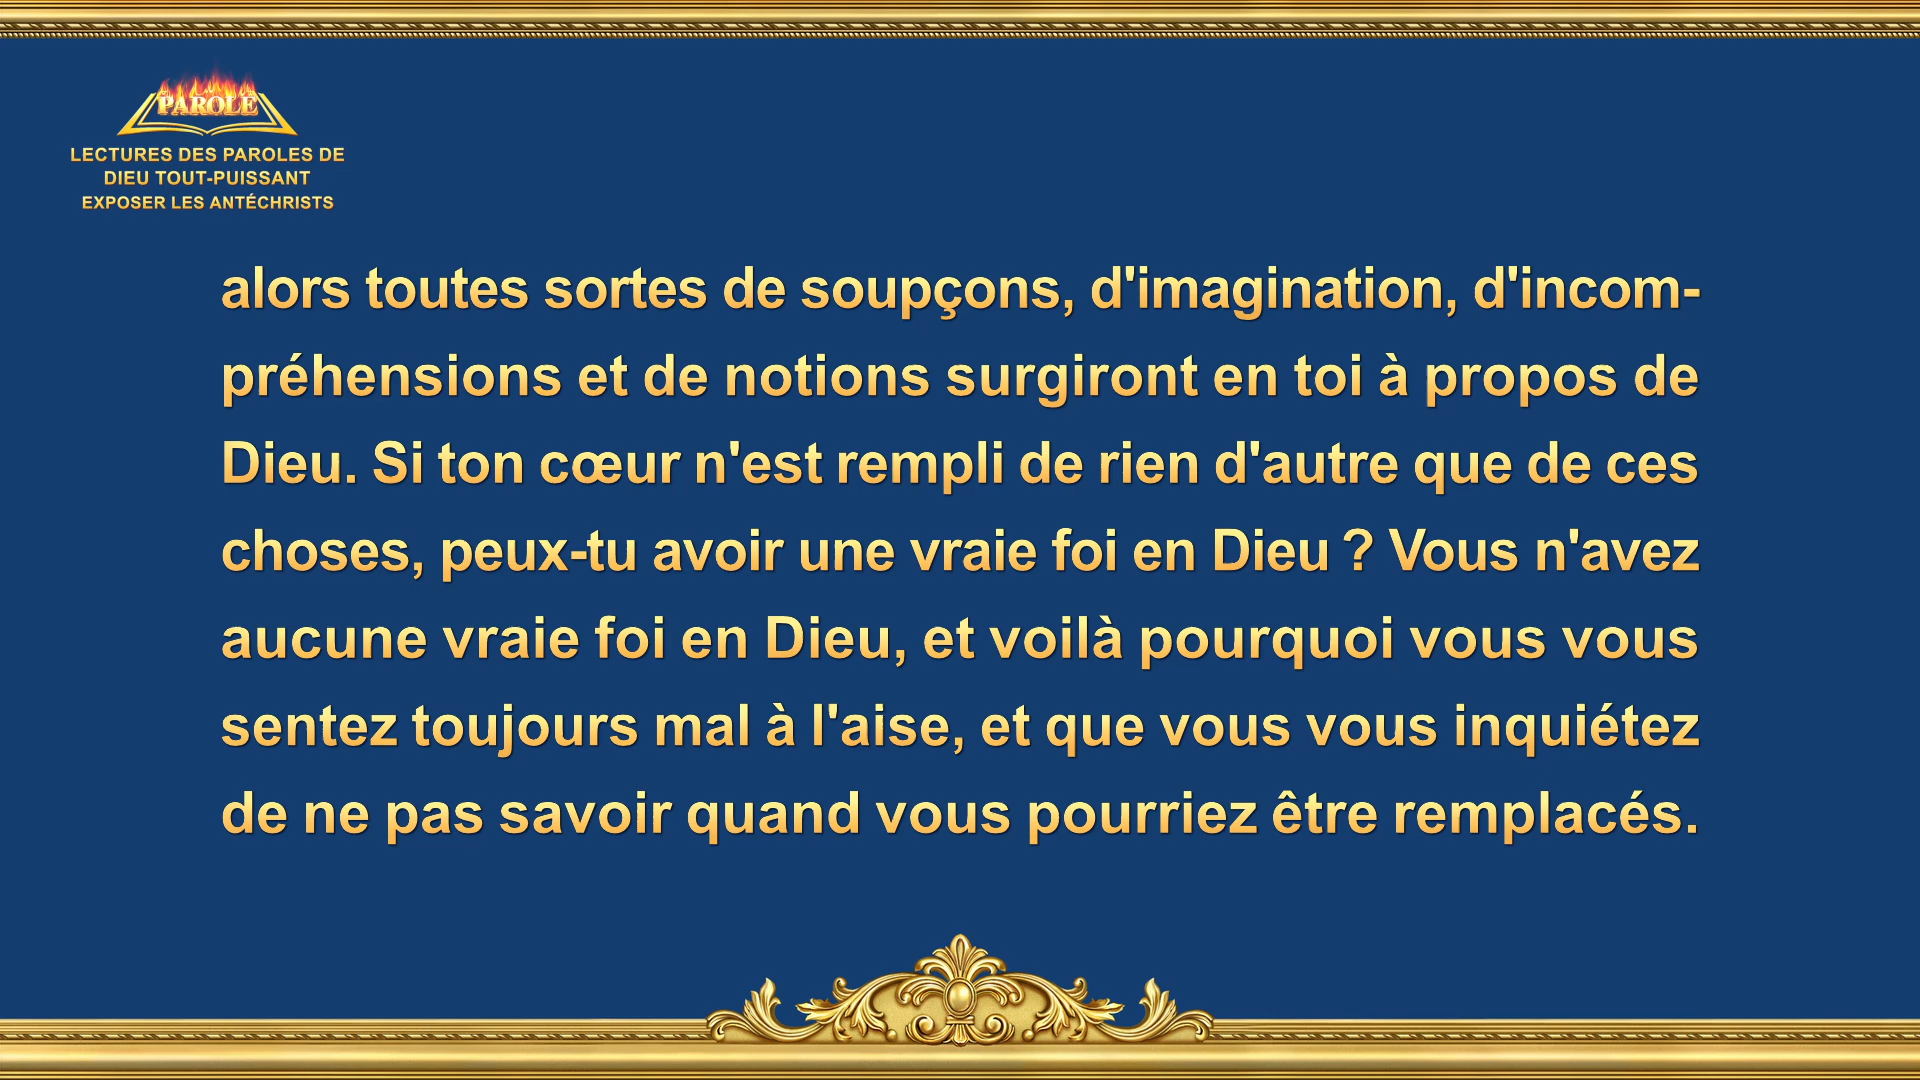 PAROLE
LECTURES DES PAROLES DE
DIEU TOUT-PUISSANT
EXPOSER LES ANTÉCHRISTS
alors toutes sortes de soupçons, d'imagination, d'incom-
préhensions et de notions surgiront en toi à propos de
Dieu. Si ton cœur n'est rempli de rien d'autre que de ces
choses, peux-tu avoir une vraie foi en Dieu ? Vous n'avez
aucune vraie foi en Dieu, et voilà pourquoi vous vous
sentez toujours mal à l'aise, et que vous vous inquiétez
de ne pas savoir quand vous pourriez être remplacés.